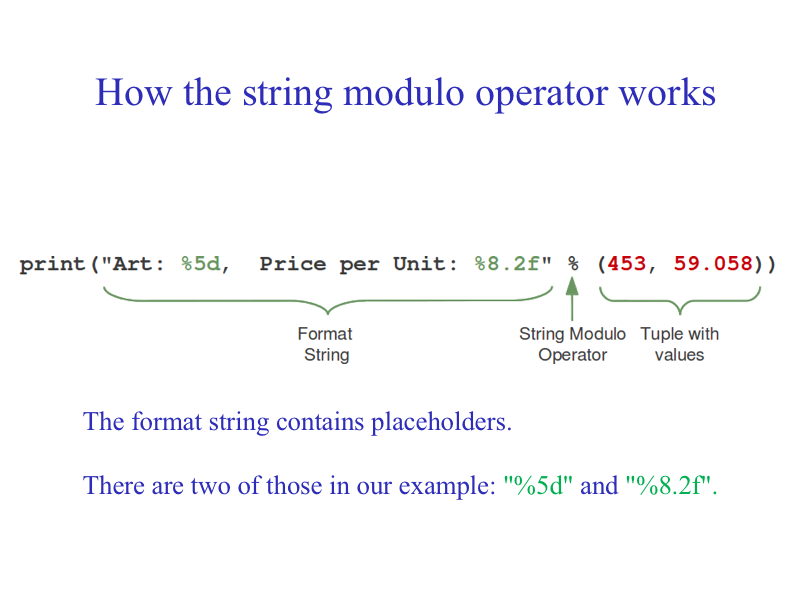 How the string modulo operator works
print("Art: %5d,  Price per Unit: %8.2f" % (453, 59.058))
Format String
String Modulo Operator
Tuple with values
The format string contains placeholders.
There are two of those in our example: "%5d" and "%8.2f".